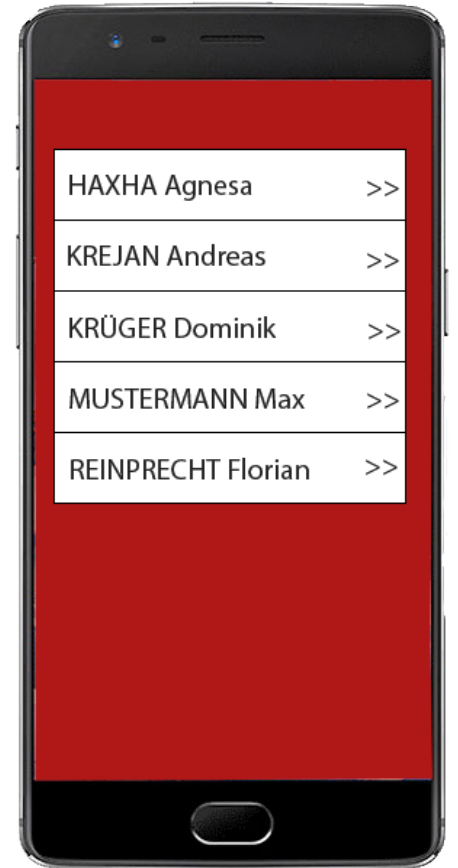 HAXHA Agnesa >>
KREJAN Andreas >>
KRÜGER Dominik >>
MUSTERMANN Max >>
REINPRECHT Florian >>